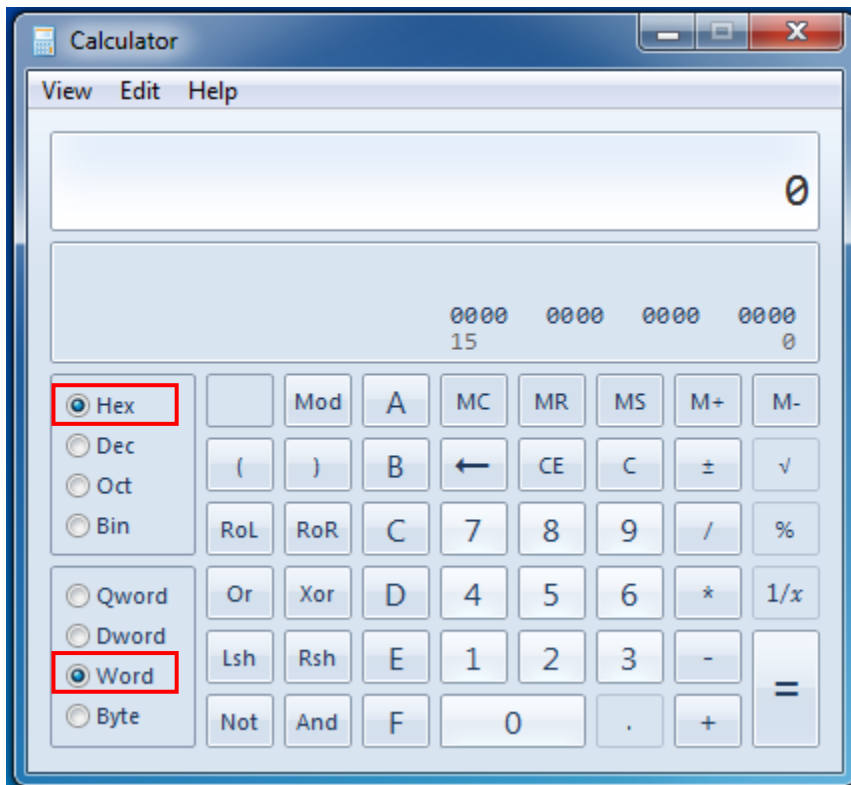 Calculator
View Edit Help
0
0000 0000 0000 0000
15 0
Hex
Dec
Oct
Bin
Qword
Dword
Word
Byte
Mod A MC MR MS M+ M-
( ) B ← CE C ± √
RoL RoR C 7 8 9 / %
Or Xor D 4 5 6 * 1/x
Lsh Rsh E 1 2 3 - =
Not And F 0 . +